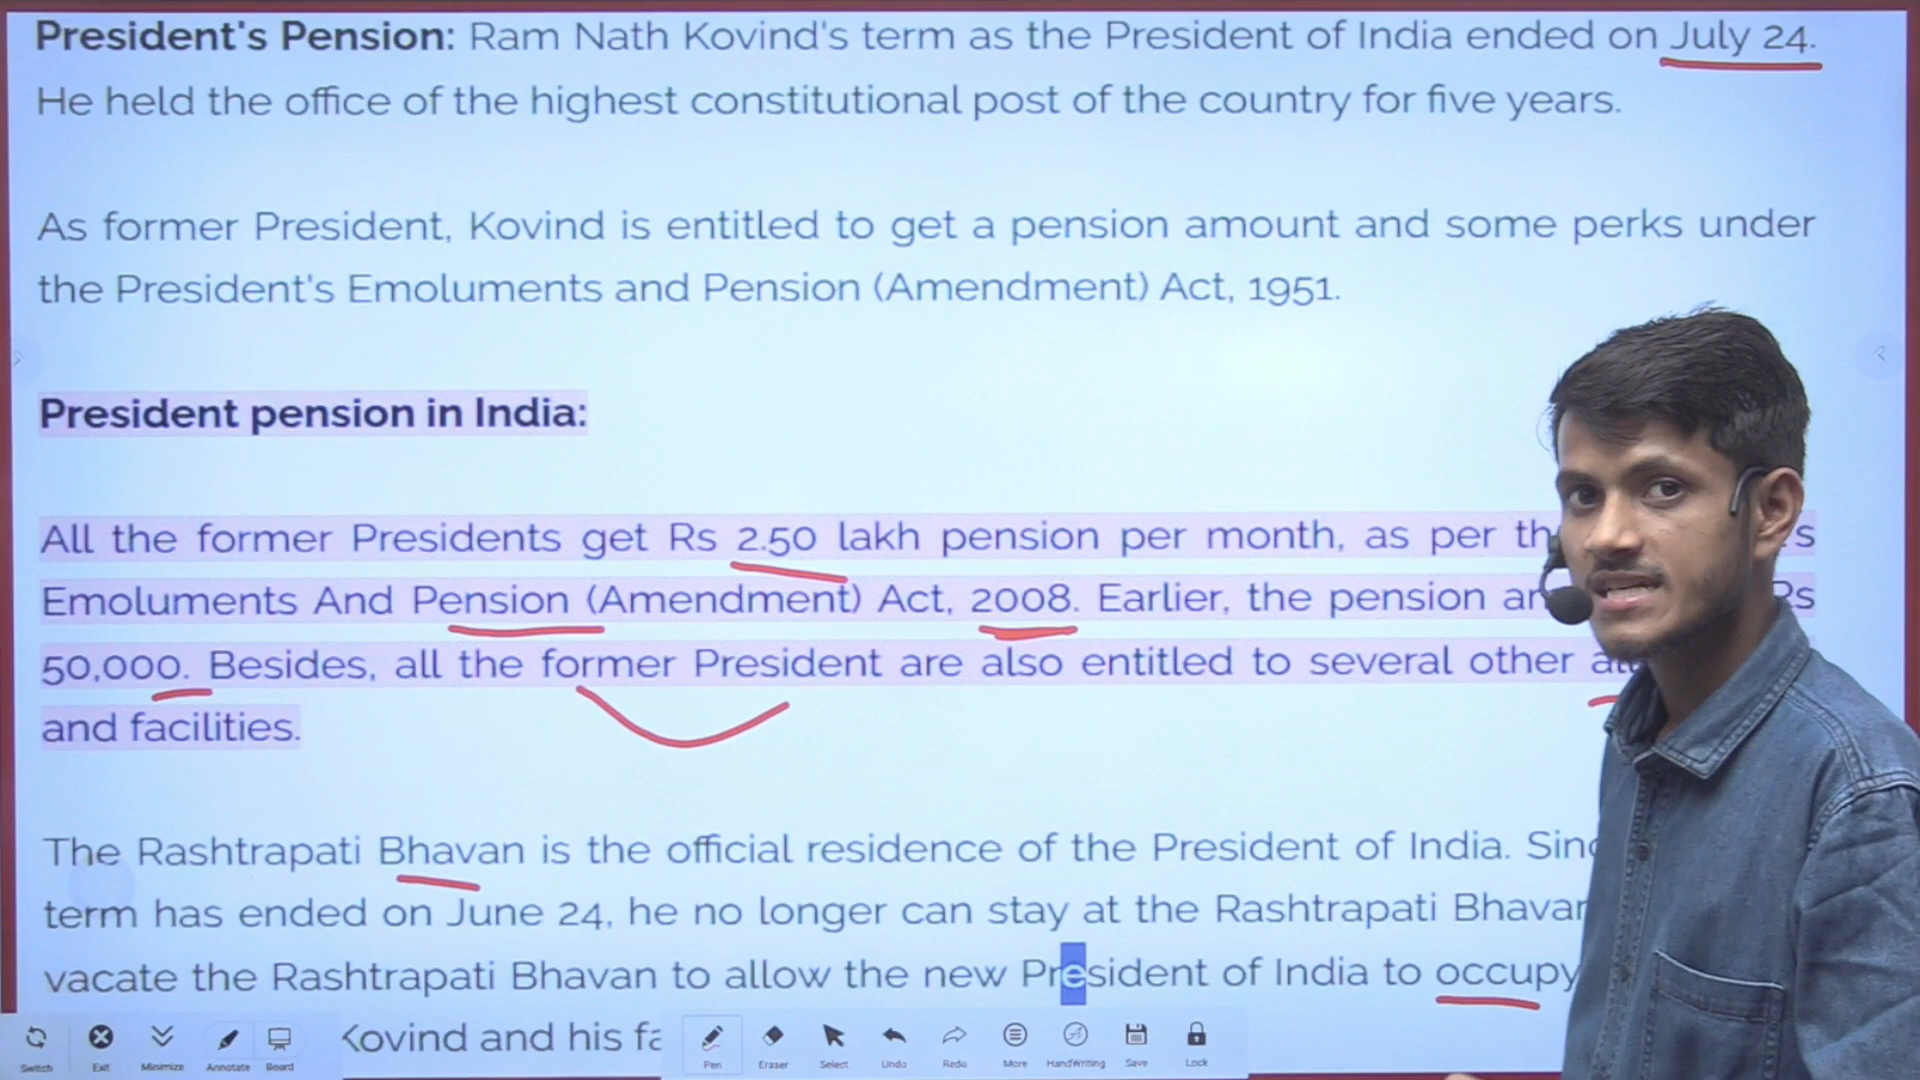 President's Pension: Ram Nath Kovind's term as the President of India ended on July 24.
He held the office of the highest constitutional post of the country for five years.
As former President, Kovind is entitled to get a pension amount and some perks under
the President's Emoluments and Pension (Amendment) Act, 1951.
President pension in India:
All the former Presidents get Rs 2.50 lakh pension per month, as per
Emoluments And Pension (Amendment) Act, 2008. Earlier, the pension Rs
50,000. Besides, all the former President are also entitled to several other
and facilities.
The Rashtrapati Bhavan is the official residence of the President of India.
term has ended on June 24, he no longer can stay at the Rashtrapati Bhavan
vacate the Rashtrapati Bhavan to allow the new President of India to occupy
Kovind and his
Switch Exit Minimize Annotate Board Pen Eraser Select Undo Redo More HandWriting Save Lock